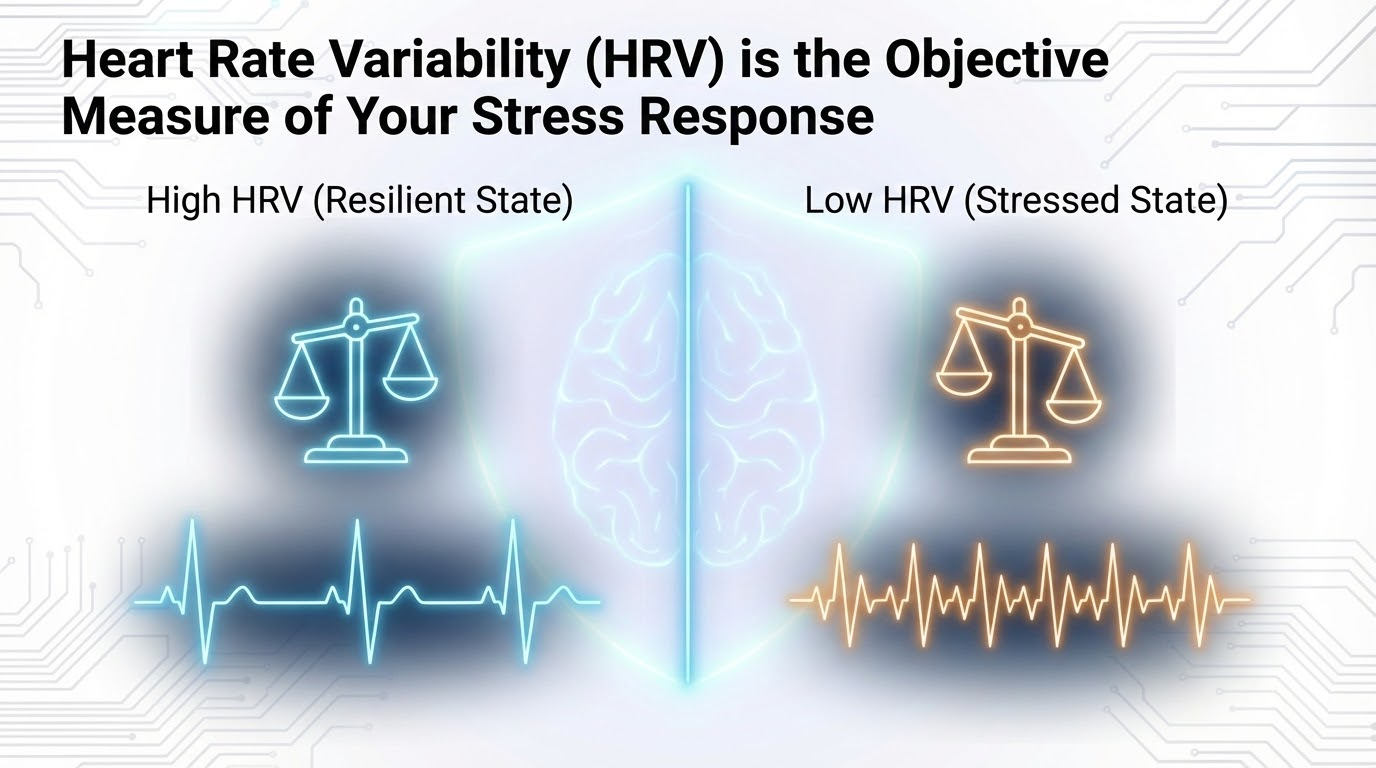 Heart Rate Variability (HRV) is the Objective
Measure of Your Stress Response
High HRV (Resilient State)
Low HRV (Stressed State)